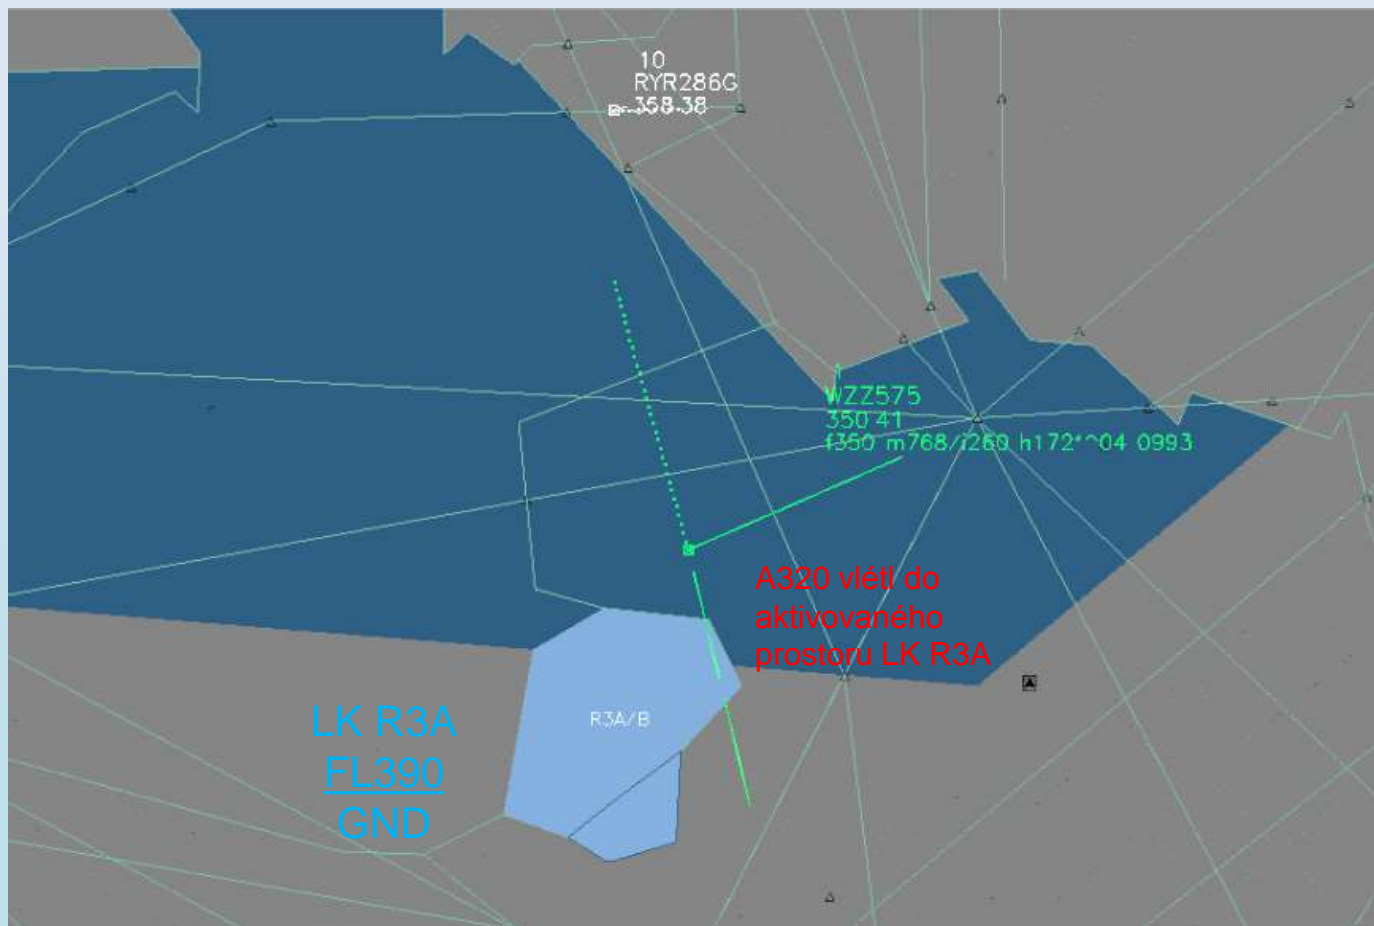 10
RYR286G
358 38
WZZ575
350 41
f350 m768/i260 h172*^04 0993
A320 vlétl do
aktivovaného
prostoru LK R3A
R3A/B
LK R3A
FL390
GND